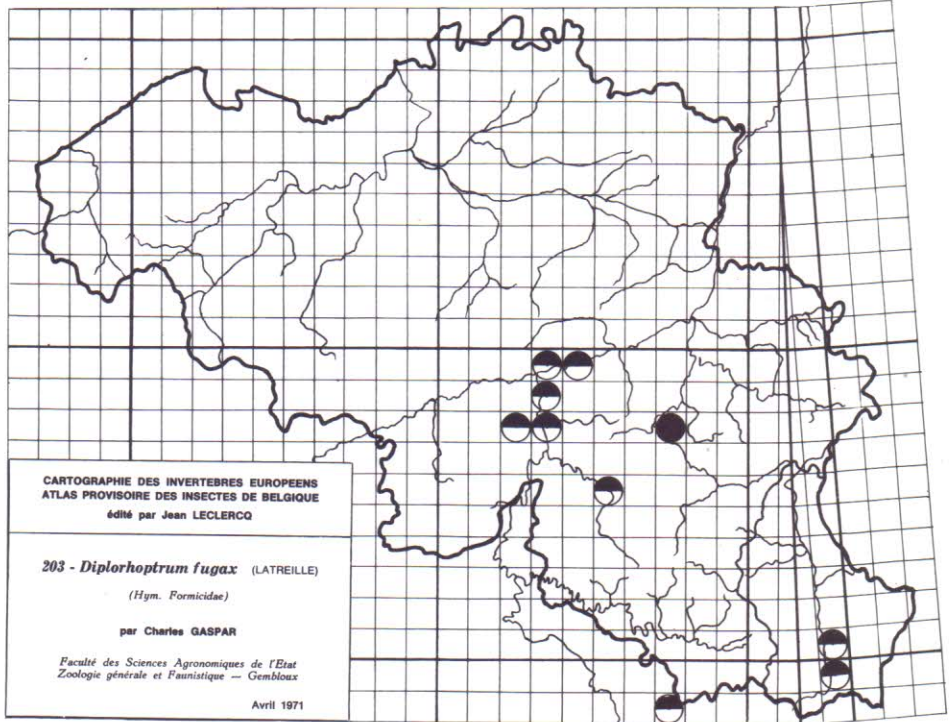 CARTOGRAPHIE DES INVERTEBRES EUROPEENS
ATLAS PROVISOIRE DES INSECTES DE BELGIQUE
édité par Jean LECLERCQ
203 - Diplorhoptrum fugax (LATREILLE)
(Hym. Formicidae)
par Charles GASPAR
Faculté des Sciences Agronomiques de l'Etat
Zoologie générale et Faunistique — Gembloux
Avril 1971